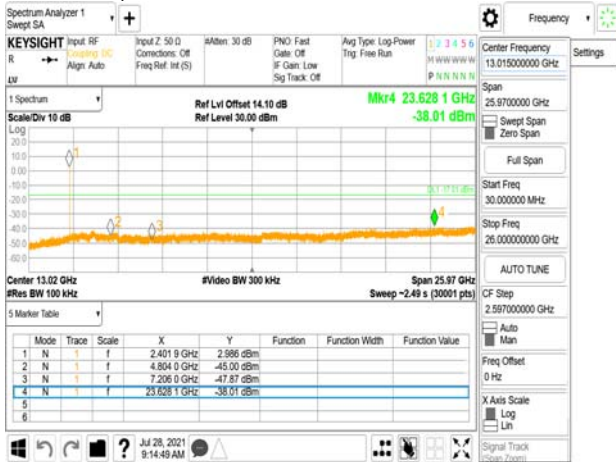 Spectrum Analyzer 1
Swept SA
+
Frequency
KEYSIGHT
R
Input: RF
Coupling: DC
Align: Auto
Input Z: 50 Ω
Corrections: Off
Freq Ref: Int (S)
#Atten: 30 dB
PNO: Fast
Gate: Off
IF Gain: Low
Sig Track: Off
Avg Type: Log-Power
Trig: Free Run
1 2 3 4 5 6
M W W W W W
P N N N N N
Center Frequency
13.015000000 GHz
Settings
Span
25.9700000 GHz
Swept Span
Zero Span
Full Span
Start Freq
30.000000 MHz
Stop Freq
26.000000000 GHz
AUTO TUNE
CF Step
2.597000000 GHz
Auto
Man
Freq Offset
0 Hz
X Axis Scale
Log
Lin
Signal Track
(Span Zoom)
1 Spectrum
Scale/Div 10 dB
Ref Lvl Offset 14.10 dB
Ref Level 30.00 dBm
Mkr4 23.628 1 GHz
-38.01 dBm
Log
20.0
10.0
0.00
-10.0
-20.0
-30.0
-40.0
-50.0
-60.0
1
2
3
4
DL1 -17.01 dBm
Center 13.02 GHz
#Video BW 300 kHz
Span 25.97 GHz
#Res BW 100 kHz
Sweep ~2.49 s (30001 pts)
5 Marker Table
Mode Trace Scale X Y Function Function Width Function Value
1 N 1 f 2.401 9 GHz 2.986 dBm
2 N 1 f 4.804 0 GHz -45.00 dBm
3 N 1 f 7.206 0 GHz -47.87 dBm
4 N 1 f 23.628 1 GHz -38.01 dBm
5
6
?
Jul 28, 2021
9:14:49 AM